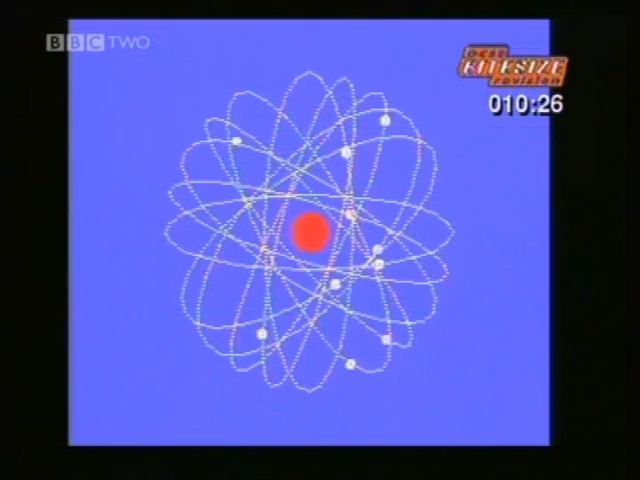 BBC TWO
GCSE
BITESIZE
revision
010:26